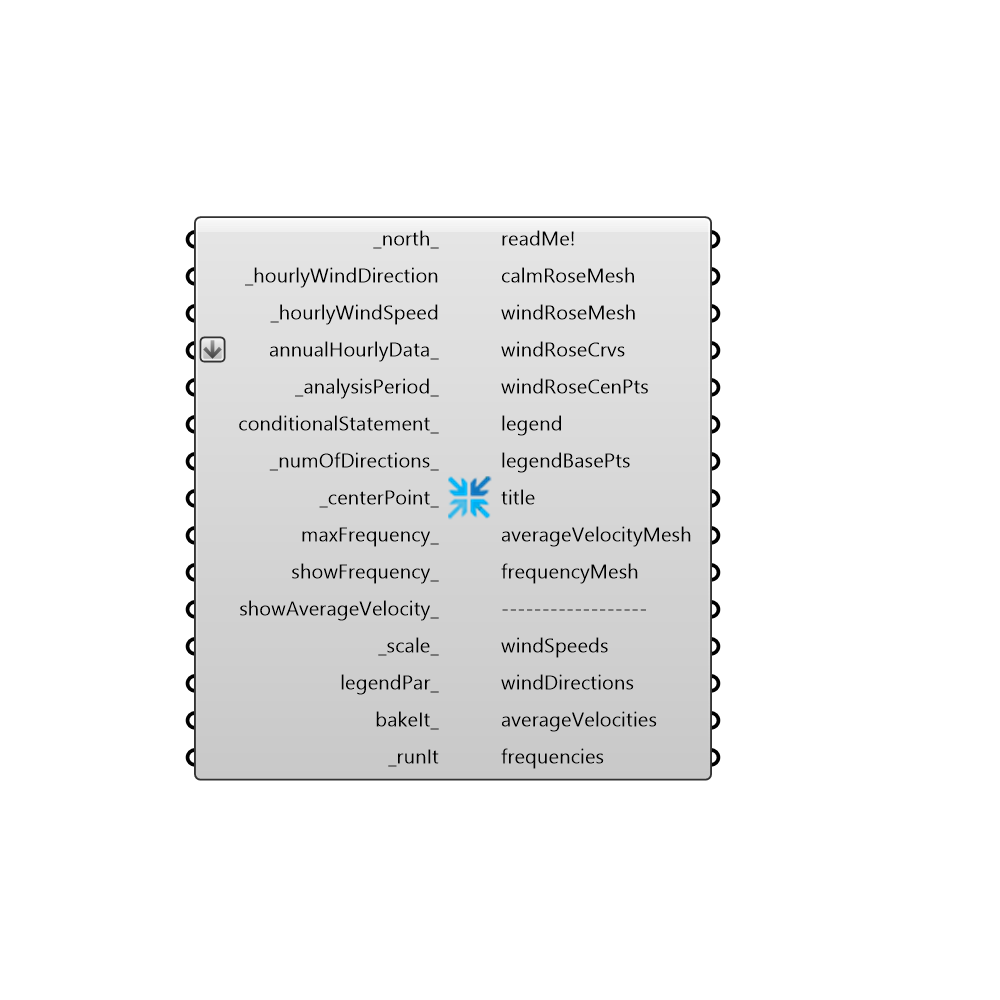 _north_ readMe!
_hourlyWindDirection calmRoseMesh
_hourlyWindSpeed windRoseMesh
annualHourlyData_ windRoseCrvs
_analysisPeriod_ windRoseCenPts
conditionalStatement_ legend
_numOfDirections_ legendBasePts
_centerPoint_ title
maxFrequency_ averageVelocityMesh
showFrequency_ frequencyMesh
showAverageVelocity_ ------------------
_scale_ windSpeeds
legendPar_ windDirections
bakeIt_ averageVelocities
_runIt frequencies